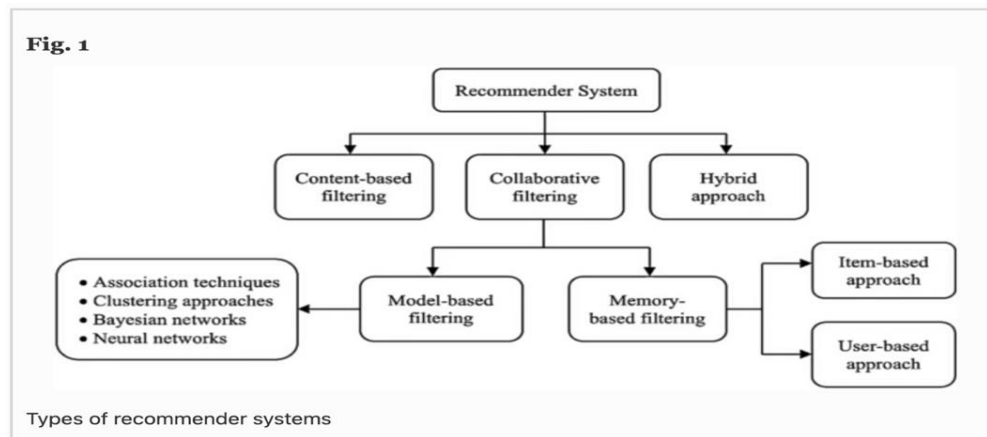 Fig. 1
Recommender System
Content-based
filtering
Collaborative
filtering
Hybrid
approach
• Association techniques
• Clustering approaches
• Bayesian networks
• Neural networks
Model-based
filtering
Memory-
based filtering
Item-based
approach
User-based
approach
Types of recommender systems